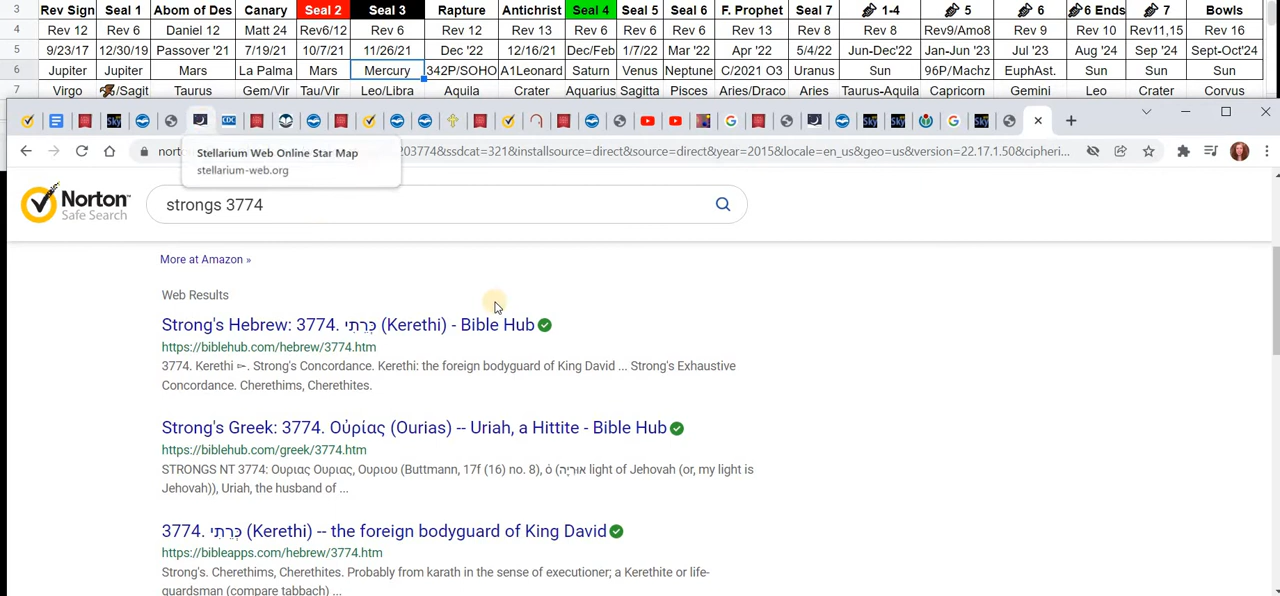 3 Rev Sign Seal 1 Abom of Des Canary Seal 2 Seal 3 Rapture Antichrist Seal 4 Seal 5 Seal 6 F. Prophet Seal 7 1-4 5 6 6 Ends 7 Bowls
4 Rev 12 Rev 6 Daniel 12 Matt 24 Rev6/12 Rev 6 Rev 12 Rev 13 Rev 6 Rev 6 Rev 6 Rev 13 Rev 8 Rev 8 Rev9/Amo8 Rev 9 Rev 10 Rev11,15 Rev 16
5 9/23/17 12/30/19 Passover '21 7/19/21 10/7/21 11/26/21 Dec '22 12/16/21 Dec/Feb 1/7/22 Mar '22 Apr '22 5/4/22 Jun-Dec'22 Jan-Jun '23 Jul '23 Aug '24 Sep '24 Sept-Oct'24
6 Jupiter Jupiter Mars La Palma Mars Mercury 342P/SOHO A1Leonard Saturn Venus Neptune C/2021 O3 Uranus Sun 96P/Machz EuphAst. Sun Sun Sun
7 Virgo /Sagit Taurus Gem/Vir Tau/Vir Leo/Libra Aquila Crater Aquarius Sagitta Pisces Aries/Draco Aries Taurus-Aquila Capricorn Gemini Leo Crater Corvus
Sky CDC Sky Sky Sky
203774&ssdcat=321&installsource=direct&source=direct&year=2015&locale=en_us&geo=us&version=22.17.1.50&cipheri...
Stellarium Web Online Star Map
stellarium-web.org
Norton
Safe Search
strongs 3774
More at Amazon »
Web Results
Strong's Hebrew: 3774. כְּרֵתִי (Kerethi) - Bible Hub
https://biblehub.com/hebrew/3774.htm
3774. Kerethi ►. Strong's Concordance. Kerethi: the foreign bodyguard of King David ... Strong's Exhaustive
Concordance. Cherethims, Cherethites.
Strong's Greek: 3774. Οὐρίας (Ourias) -- Uriah, a Hittite - Bible Hub
https://biblehub.com/greek/3774.htm
STRONGS NT 3774: Ουριας Ουριας, Ουριου (Buttmann, 17f (16) no. 8), ὁ (אוּרִיָּה light of Jehovah (or, my light is
Jehovah)), Uriah, the husband of ...
3774. כְּרֵתִי (Kerethi) -- the foreign bodyguard of King David
https://bibleapps.com/hebrew/3774.htm
Strong's. Cherethims, Cherethites. Probably from karath in the sense of executioner; a Kerethite or life-
guardsman (compare tabbach) ...